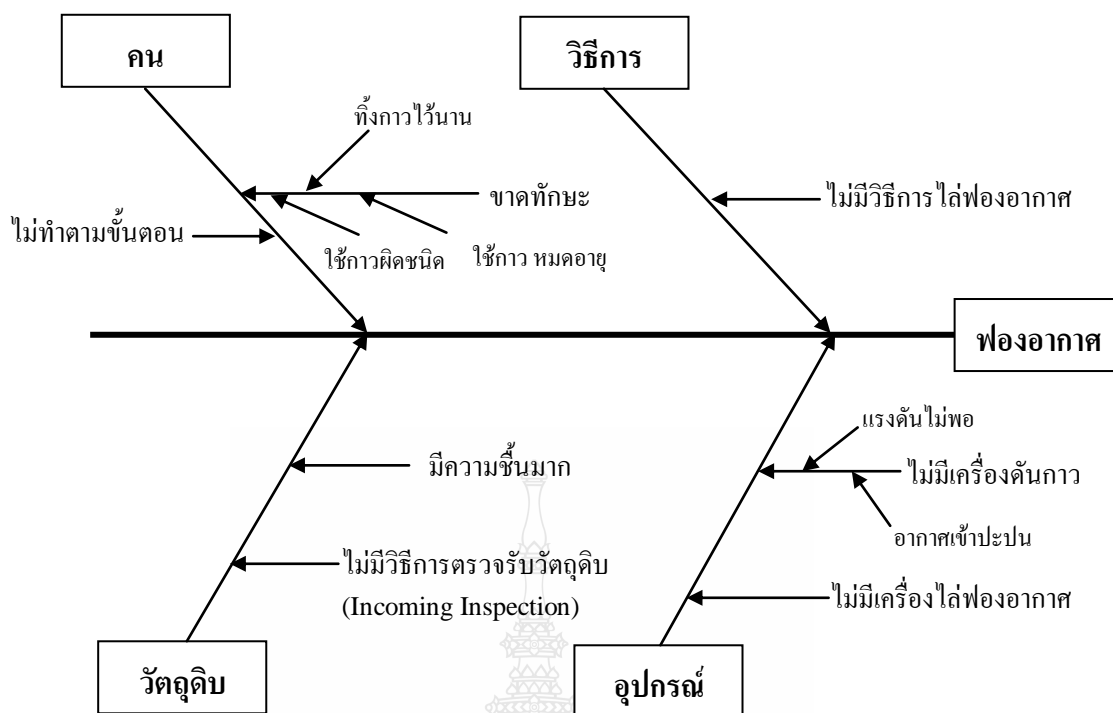 คน
วิธีการ
ทิ้งกาวไว้นาน
ขาดทักษะ
ไม่มีวิธีการไล่ฟองอากาศ
ไม่ทำตามขั้นตอน
ใช้กาวผิดชนิด
ใช้กาว หมดอายุ
ฟองอากาศ
แรงดันไม่พอ
มีความชื้นมาก
ไม่มีเครื่องดันกาว
อากาศเข้าปะปน
ไม่มีวิธีการตรวจรับวัตถุดิบ
(Incoming Inspection)
ไม่มีเครื่องไล่ฟองอากาศ
วัตถุดิบ
อุปกรณ์